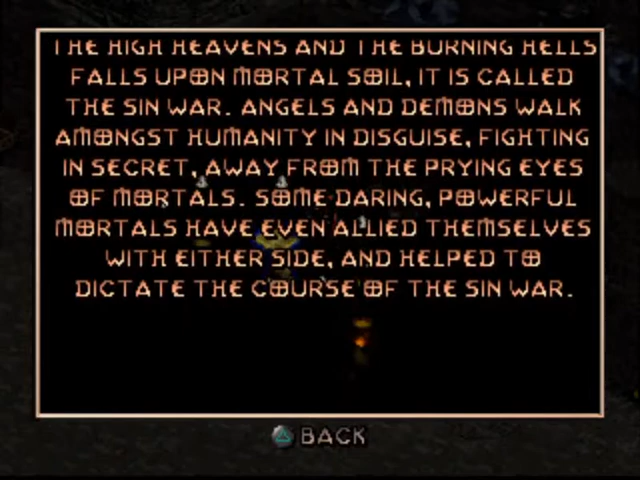 THE HIGH HEAVENS AND THE BURNING HELLS
FALLS UPON MORTAL SOIL, IT IS CALLED
THE SIN WAR. ANGELS AND DEMONS WALK
AMONGST HUMANITY IN DISGUISE, FIGHTING
IN SECRET, AWAY FROM THE PRYING EYES
OF MORTALS. SOME DARING, POWERFUL
MORTALS HAVE EVEN ALLIED THEMSELVES
WITH EITHER SIDE, AND HELPED TO
DICTATE THE COURSE OF THE SIN WAR.
BACK